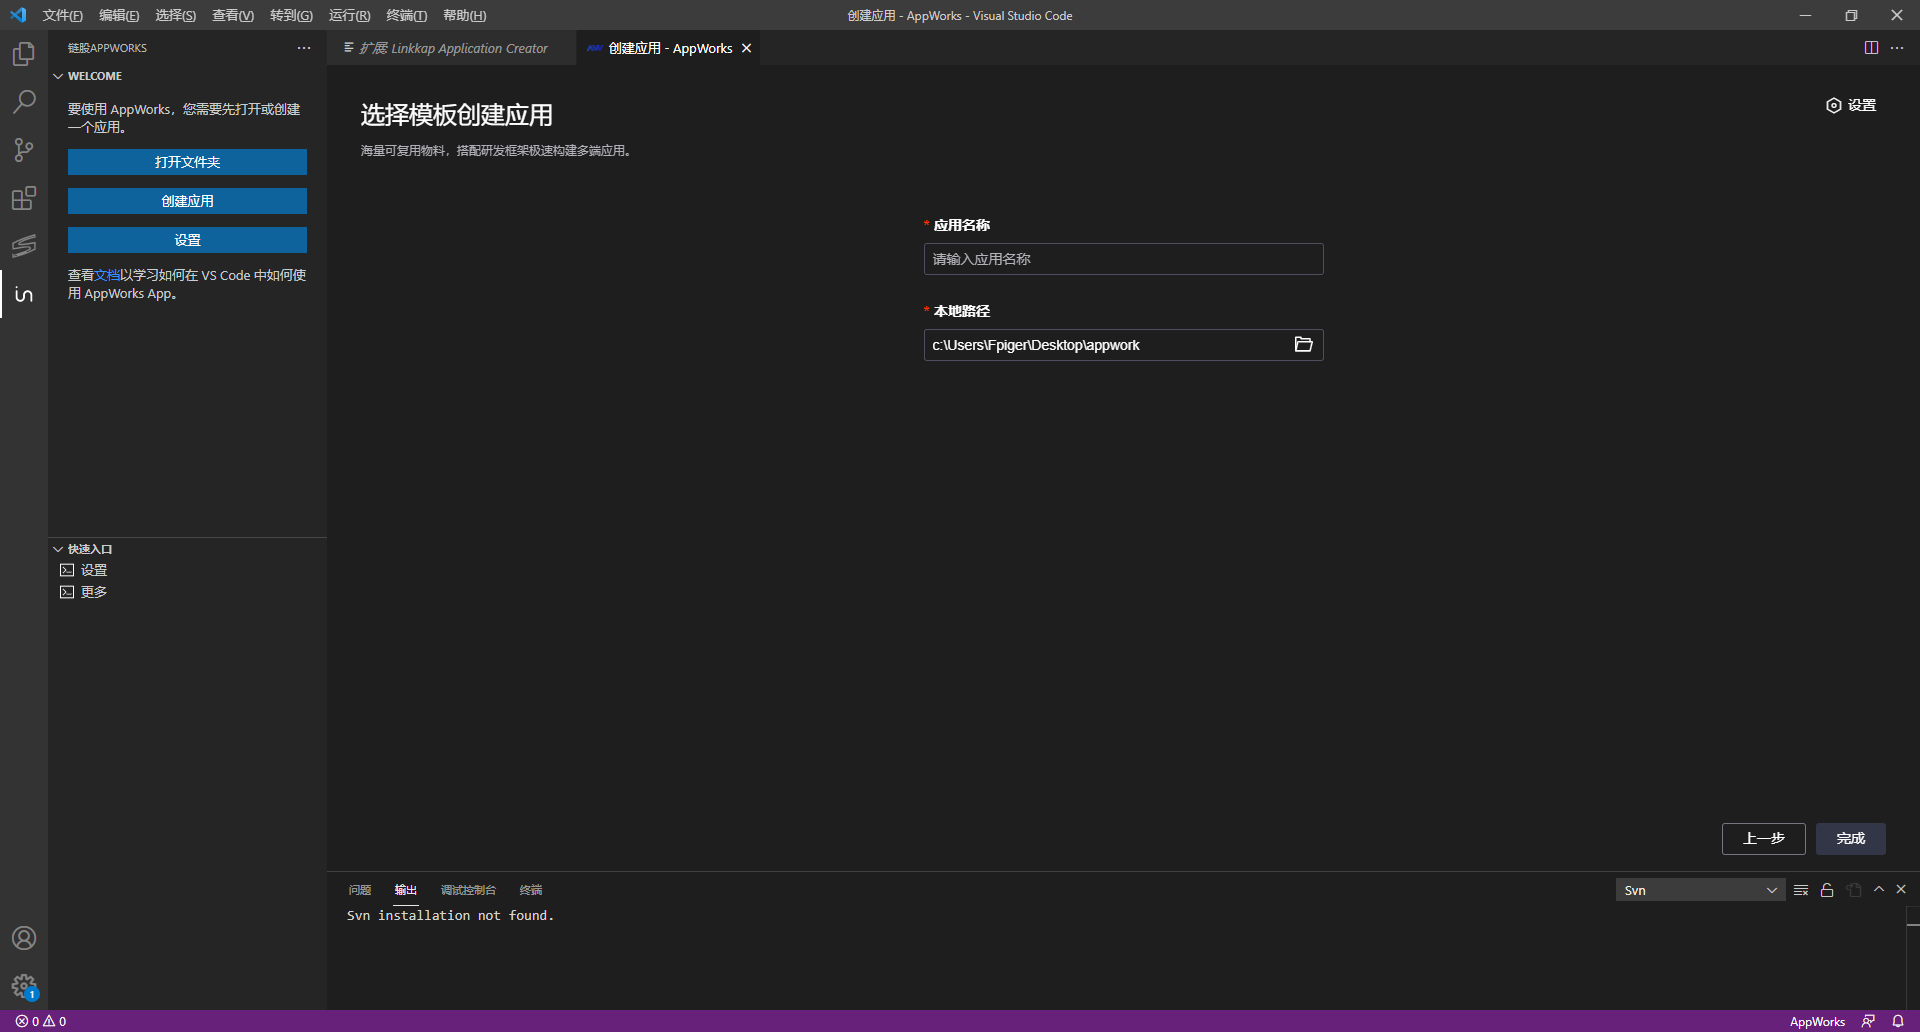 文件(F) 编辑(E) 选择(S) 查看(V) 转到(G) 运行(R) 终端(T) 帮助(H)
创建应用 - AppWorks - Visual Studio Code
链股APPWORKS
扩展: Linkkap Application Creator
创建应用 - AppWorks
WELCOME
要使用 AppWorks，您需要先打开或创建
一个应用。
打开文件夹
创建应用
设置
查看文档以学习如何在 VS Code 中如何使
用 AppWorks App。
快速入口
设置
更多
选择模板创建应用
设置
海量可复用物料，搭配研发框架极速构建多端应用。
* 应用名称
请输入应用名称
* 本地路径
c:\Users\Fpiger\Desktop\appwork
上一步
完成
问题 输出 调试控制台 终端
Svn
Svn installation not found.
1
0 0
AppWorks